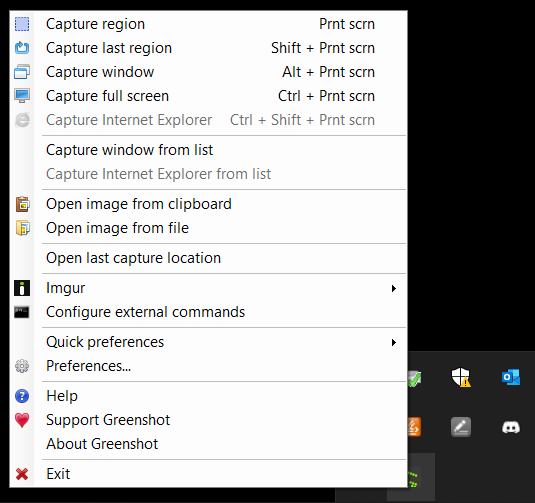 Capture region Prnt scrn
Capture last region Shift + Prnt scrn
Capture window Alt + Prnt scrn
Capture full screen Ctrl + Prnt scrn
Capture Internet Explorer Ctrl + Shift + Prnt scrn
Capture window from list
Capture Internet Explorer from list
Open image from clipboard
Open image from file
Open last capture location
Imgur
Configure external commands
Quick preferences
Preferences...
Help
Support Greenshot
About Greenshot
Exit